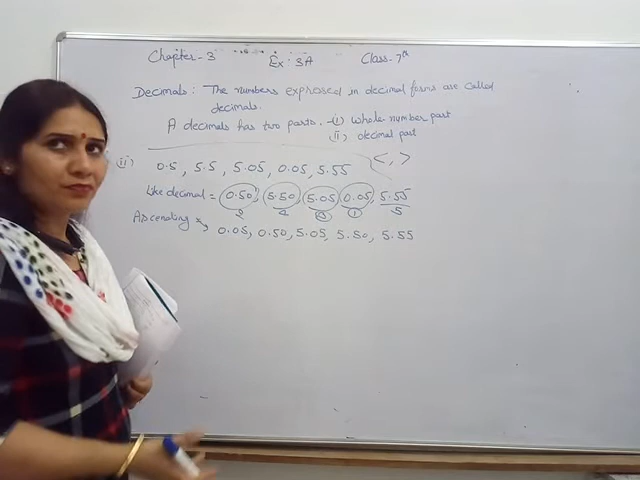 Chapter-3 Ex: 3A Class-7th
Decimals: The numbers expressed in decimal forms are called
decimals.
A decimals has two parts. -(i) Whole number part
(ii) decimal part
(ii) 0.5, 5.5, 5.05, 0.05, 5.55 <, >
Like decimal = 0.50, 5.50, 5.05, 0.05, 5.55
2 4 3 1 5
Ascending 0.05, 0.50, 5.05, 5.50, 5.55